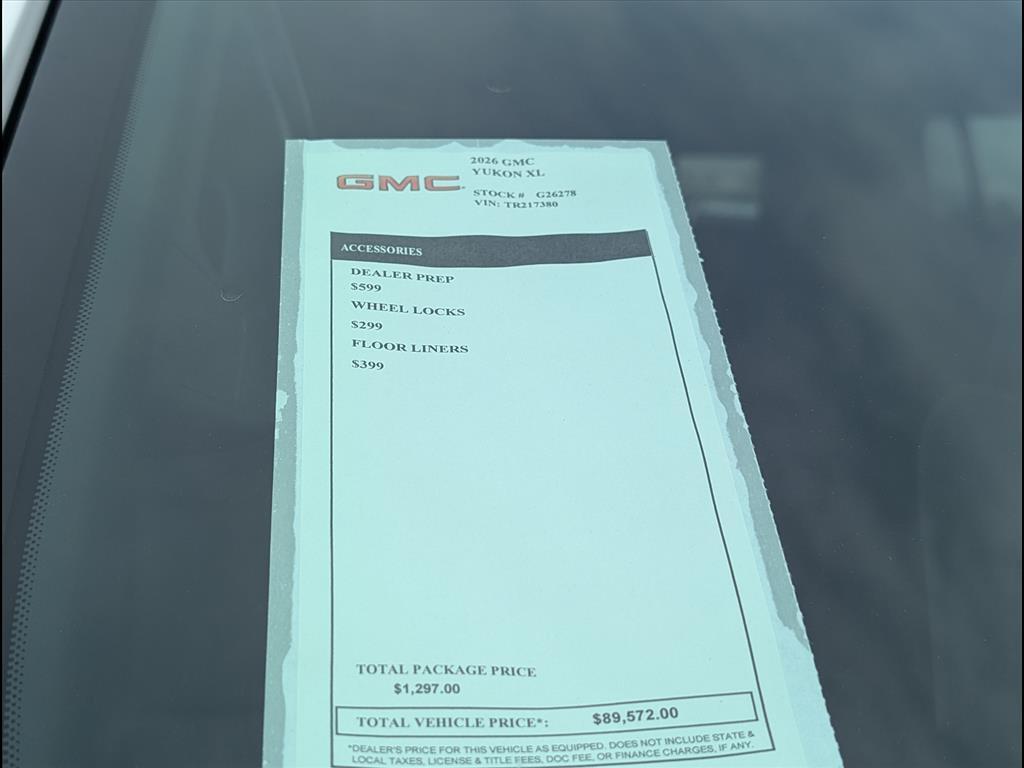 2026 GMC
YUKON XL
GMC
STOCK # G26278
VIN: TR217380
ACCESSORIES
DEALER PREP
$599
WHEEL LOCKS
$299
FLOOR LINERS
$399
TOTAL PACKAGE PRICE
$1,297.00
TOTAL VEHICLE PRICE*: $89,572.00
*DEALER'S PRICE FOR THIS VEHICLE AS EQUIPPED. DOES NOT INCLUDE STATE &
LOCAL TAXES, LICENSE & TITLE FEES, DOC FEE, OR FINANCE CHARGES, IF ANY.